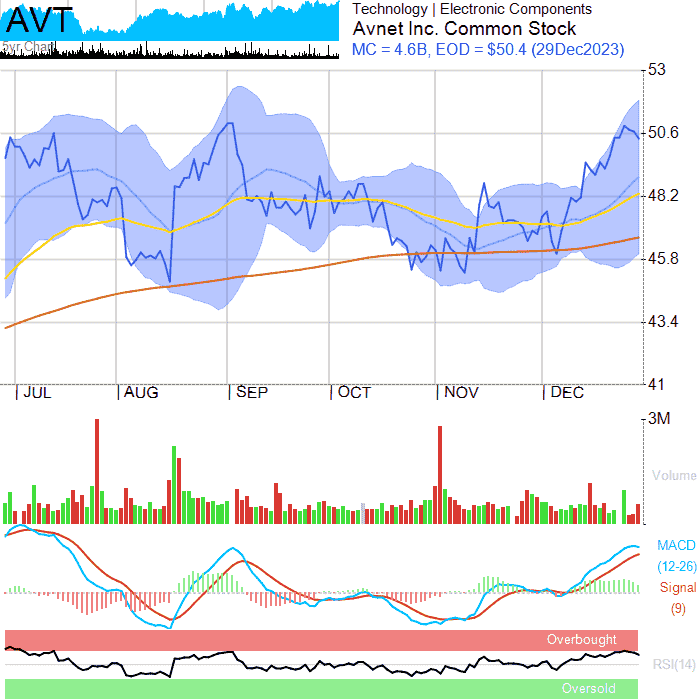 AVT
5yr Chart
Technology | Electronic Components
Avnet Inc. Common Stock
MC = 4.6B, EOD = $50.4 (29Dec2023)
53
50.6
48.2
45.8
43.4
41
JUL
AUG
SEP
OCT
NOV
DEC
3M
Volume
MACD
(12-26)
Signal
(9)
Overbought
RSI(14)
Oversold